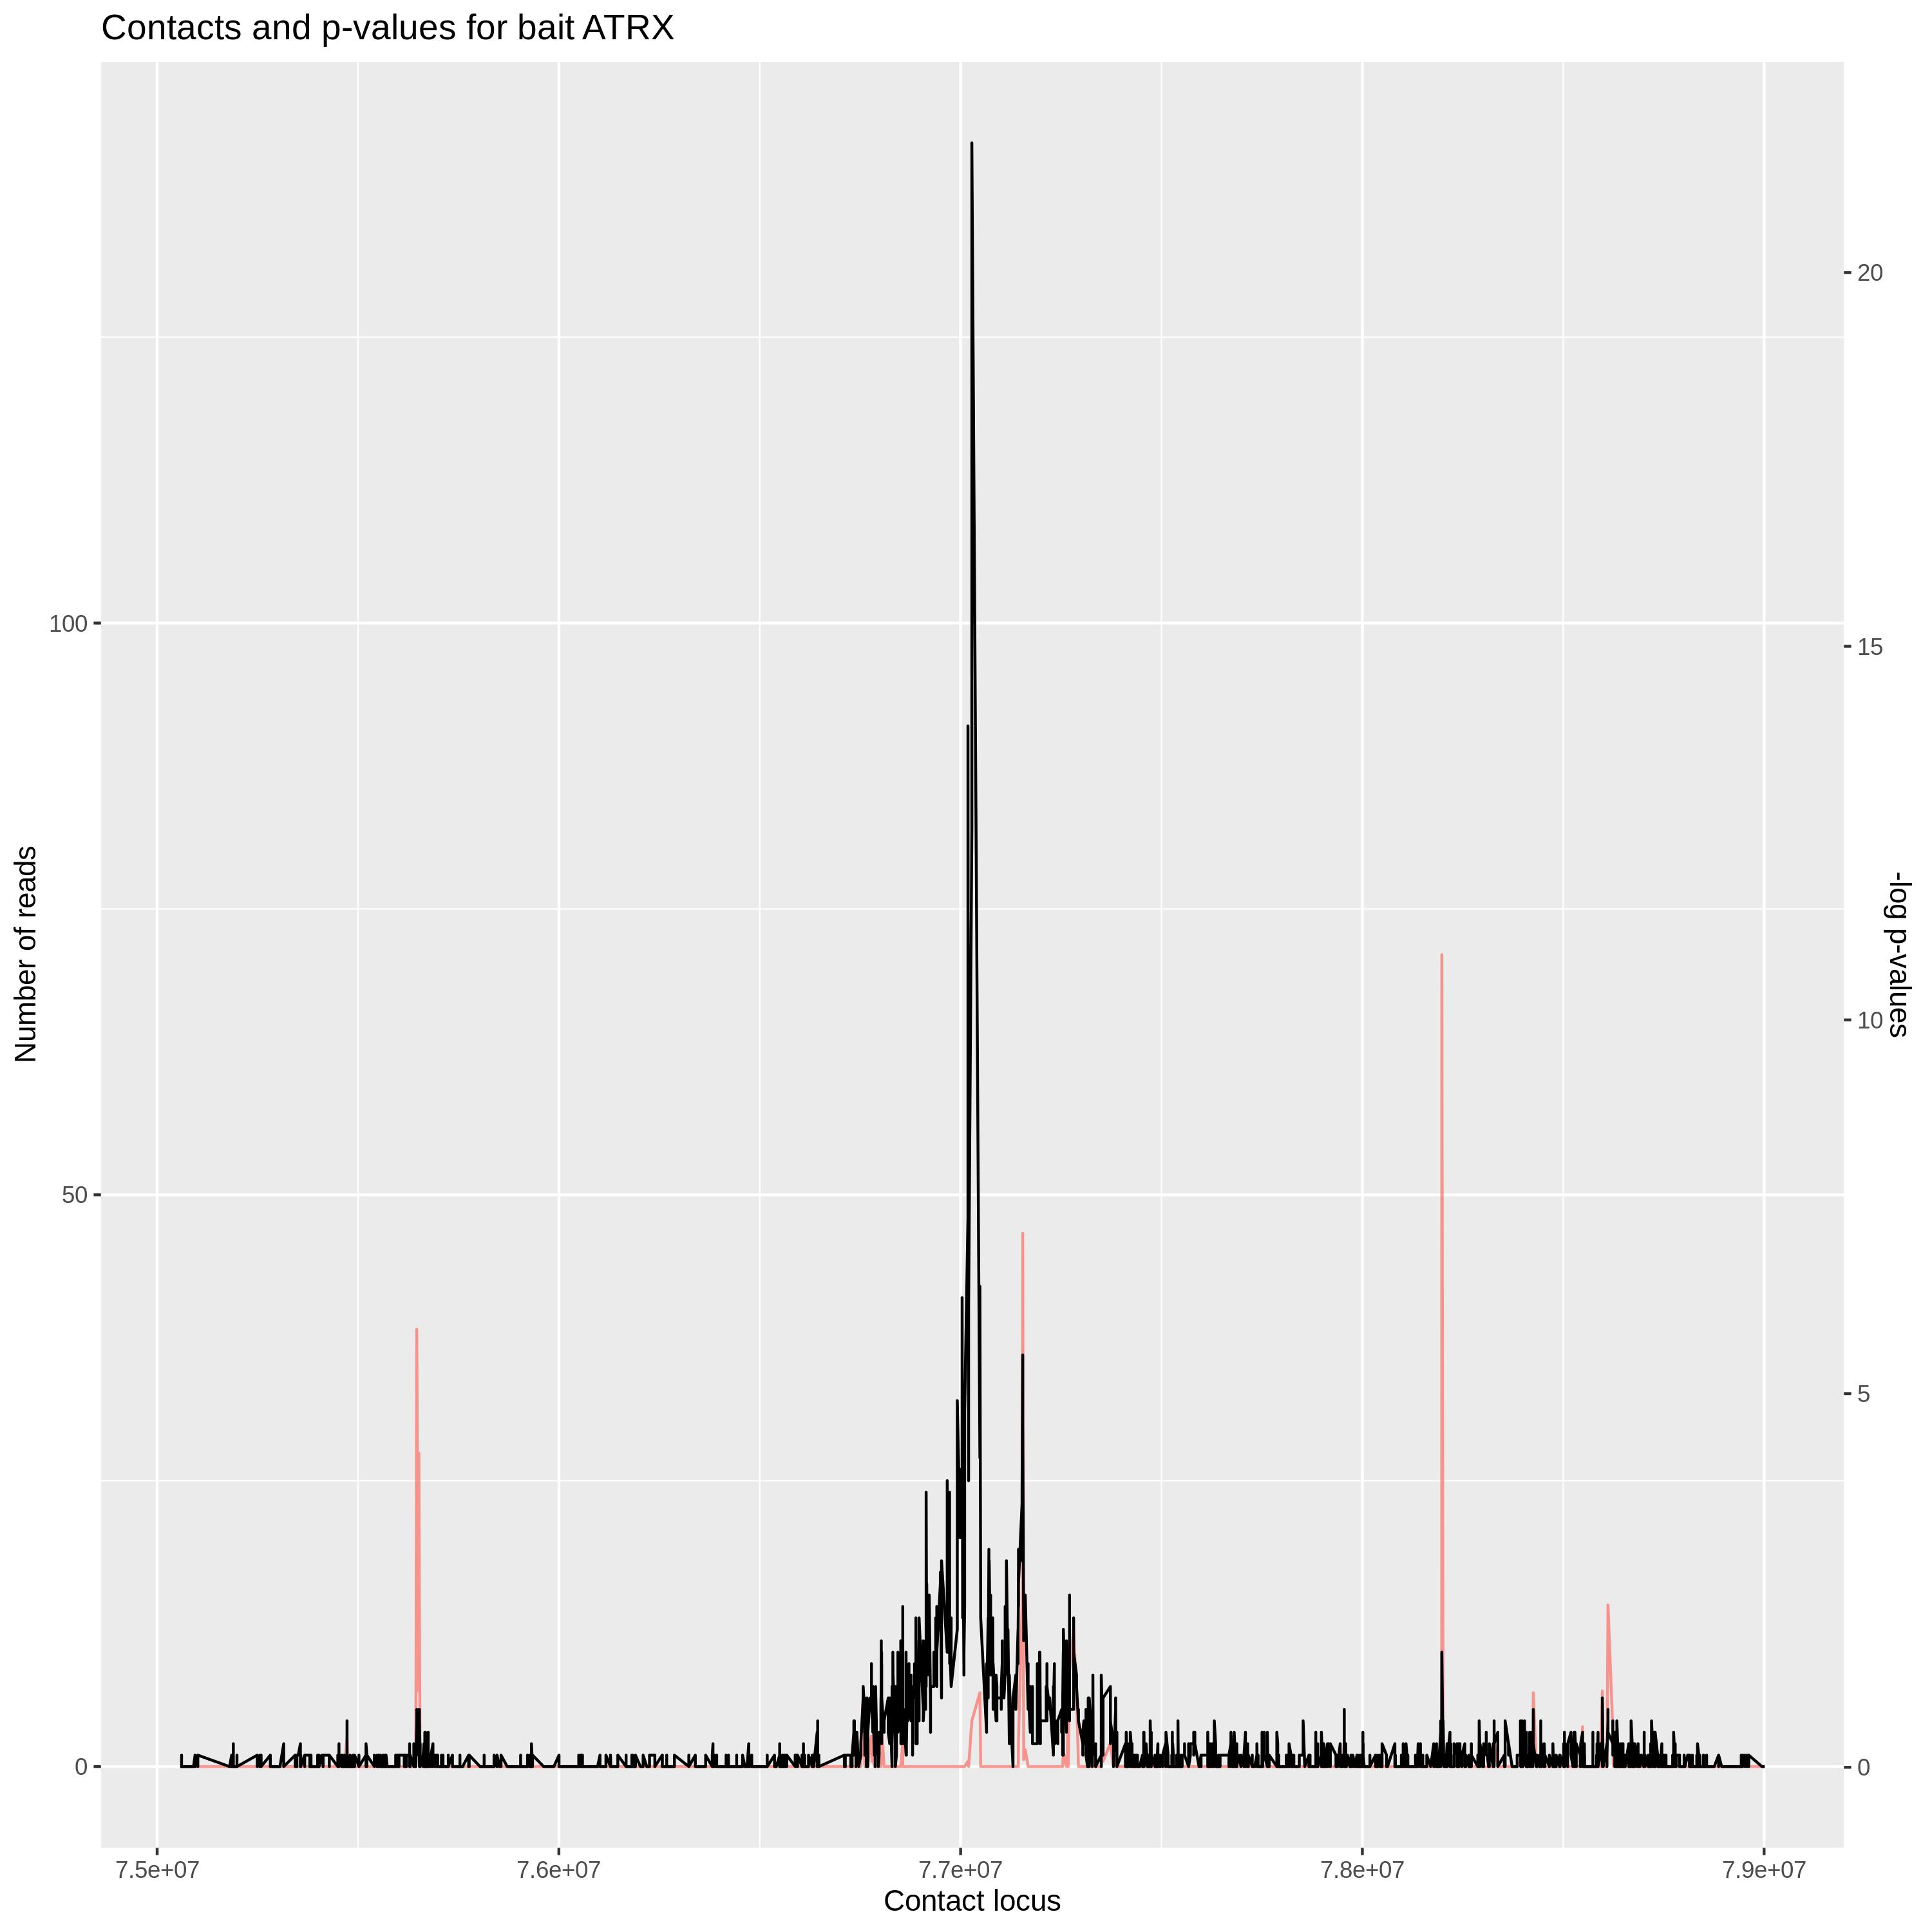 Contacts and p-values for bait ATRX
Number of reads
100
50
0
20
15
10
5
0
-log p-values
7.5e+07
7.6e+07
7.7e+07
7.8e+07
7.9e+07
Contact locus